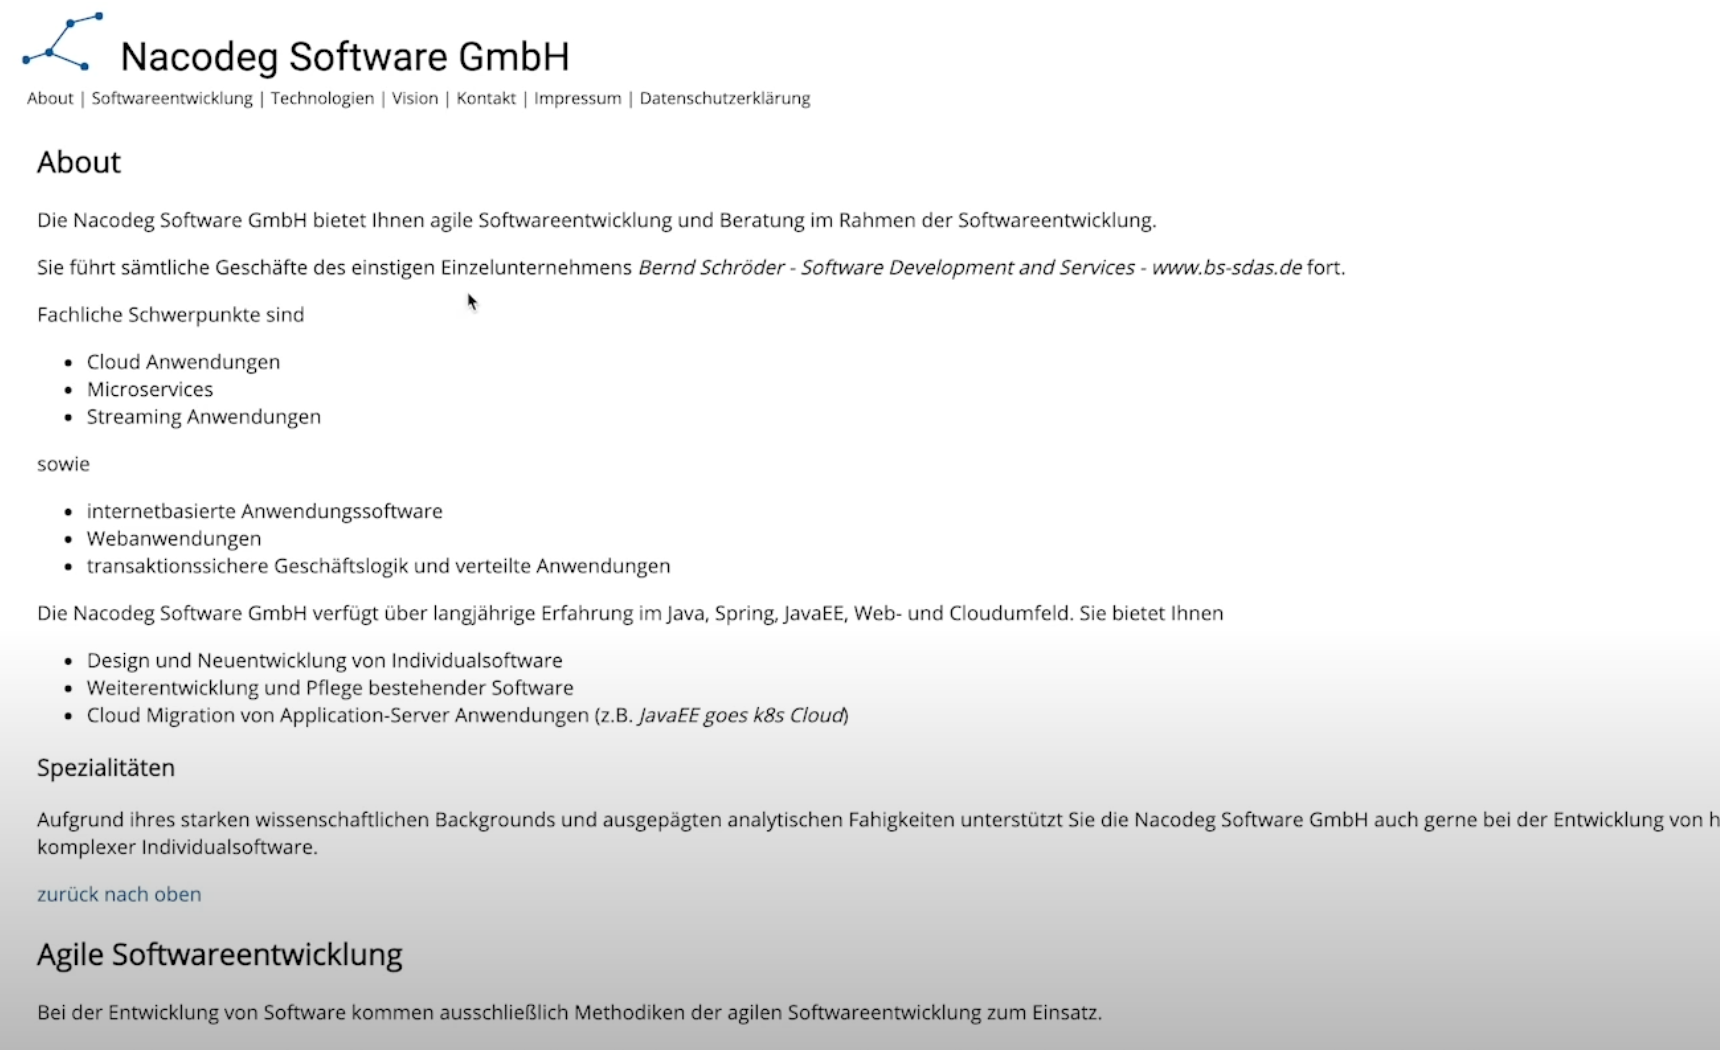 Nacodeg Software GmbH
About | Softwareentwicklung | Technologien | Vision | Kontakt | Impressum | Datenschutzerklärung
About
Die Nacodeg Software GmbH bietet Ihnen agile Softwareentwicklung und Beratung im Rahmen der Softwareentwicklung.
Sie führt sämtliche Geschäfte des einstigen Einzelunternehmens Bernd Schröder - Software Development and Services - www.bs-sdas.de fort.
Fachliche Schwerpunkte sind
• Cloud Anwendungen
• Microservices
• Streaming Anwendungen
sowie
• internetbasierte Anwendungssoftware
• Webanwendungen
• transaktionssichere Geschäftslogik und verteilte Anwendungen
Die Nacodeg Software GmbH verfügt über langjährige Erfahrung im Java, Spring, JavaEE, Web- und Cloudumfeld. Sie bietet Ihnen
• Design und Neuentwicklung von Individualsoftware
• Weiterentwicklung und Pflege bestehender Software
• Cloud Migration von Application-Server Anwendungen (z.B. JavaEE goes k8s Cloud)
Spezialitäten
Aufgrund ihres starken wissenschaftlichen Backgrounds und ausgepägten analytischen Fahigkeiten unterstützt Sie die Nacodeg Software GmbH auch gerne bei der Entwicklung von
komplexer Individualsoftware.
zurück nach oben
Agile Softwareentwicklung
Bei der Entwicklung von Software kommen ausschließlich Methodiken der agilen Softwareentwicklung zum Einsatz.